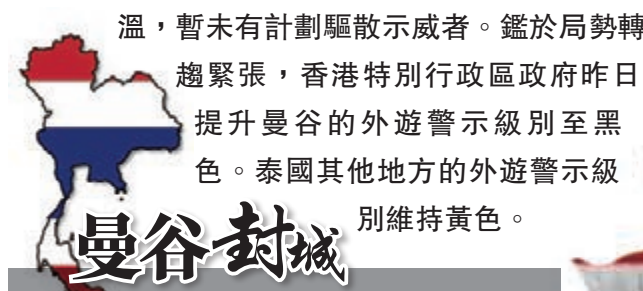 溫，暫未有計劃驅散示威者。鑑於局勢轉
趨緊張，香港特別行政區政府昨日
提升曼谷的外遊警示級別至黑
色。泰國其他地方的外遊警示級
別維持黃色。
曼谷封城